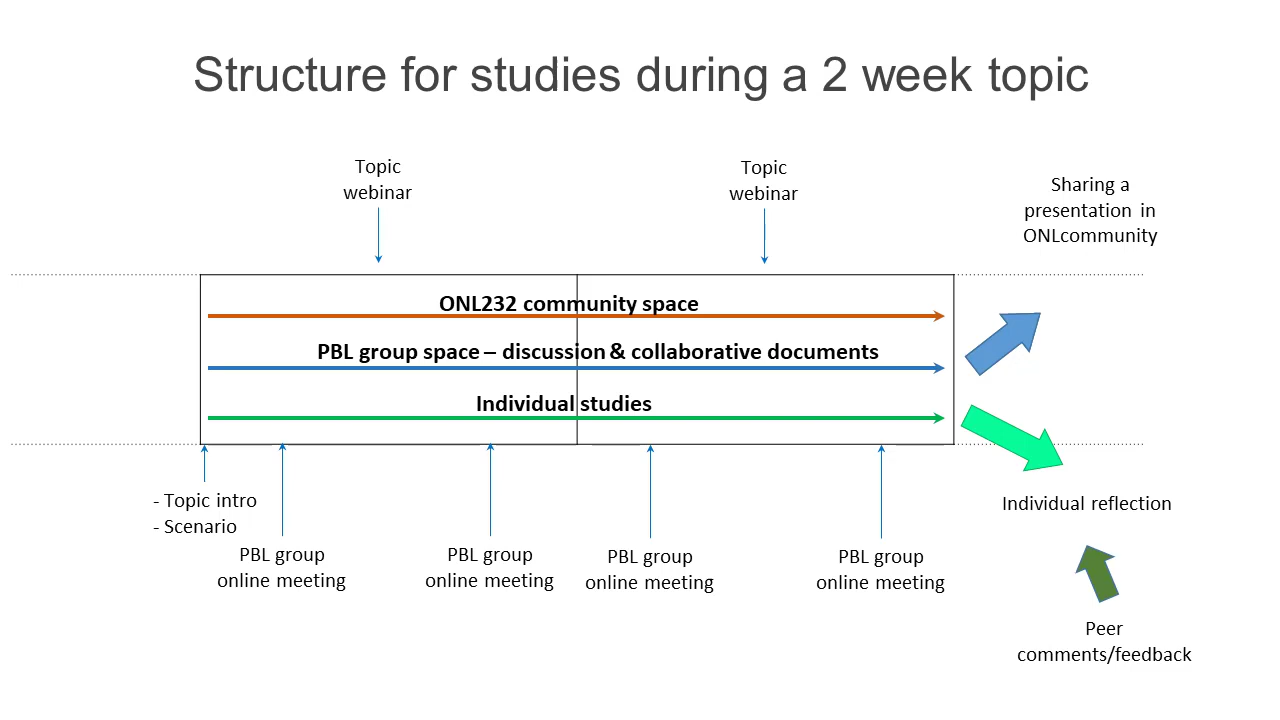 Structure for studies during a 2 week topic
Topic
webinar
Topic
webinar
Sharing a
presentation in
ONLcommunity
ONL232 community space
PBL group space – discussion & collaborative documents
Individual studies
- Topic intro
- Scenario
PBL group
online meeting
PBL group
online meeting
PBL group
online meeting
PBL group
online meeting
Individual reflection
Peer
comments/feedback